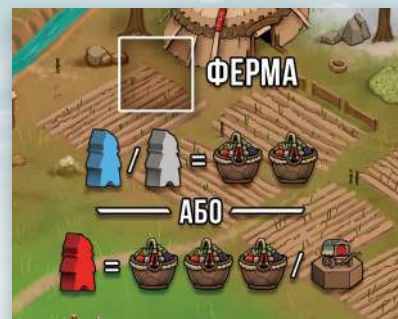 ФЕРМА
/ =
АБО
= /